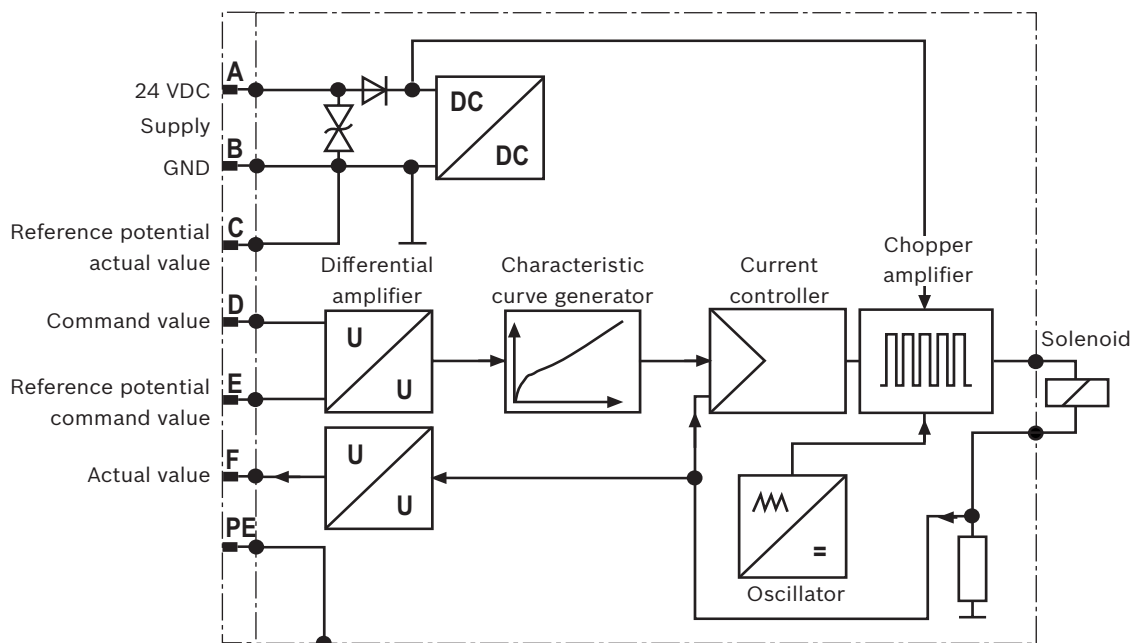 A
24 VDC
Supply
B
GND
DC
DC
C
Reference potential
actual value
Differential
amplifier
Characteristic
curve generator
Current
controller
Chopper
amplifier
D
Command value
U
U
Solenoid
E
Reference potential
command value
F
Actual value
U
U
PE
=
Oscillator